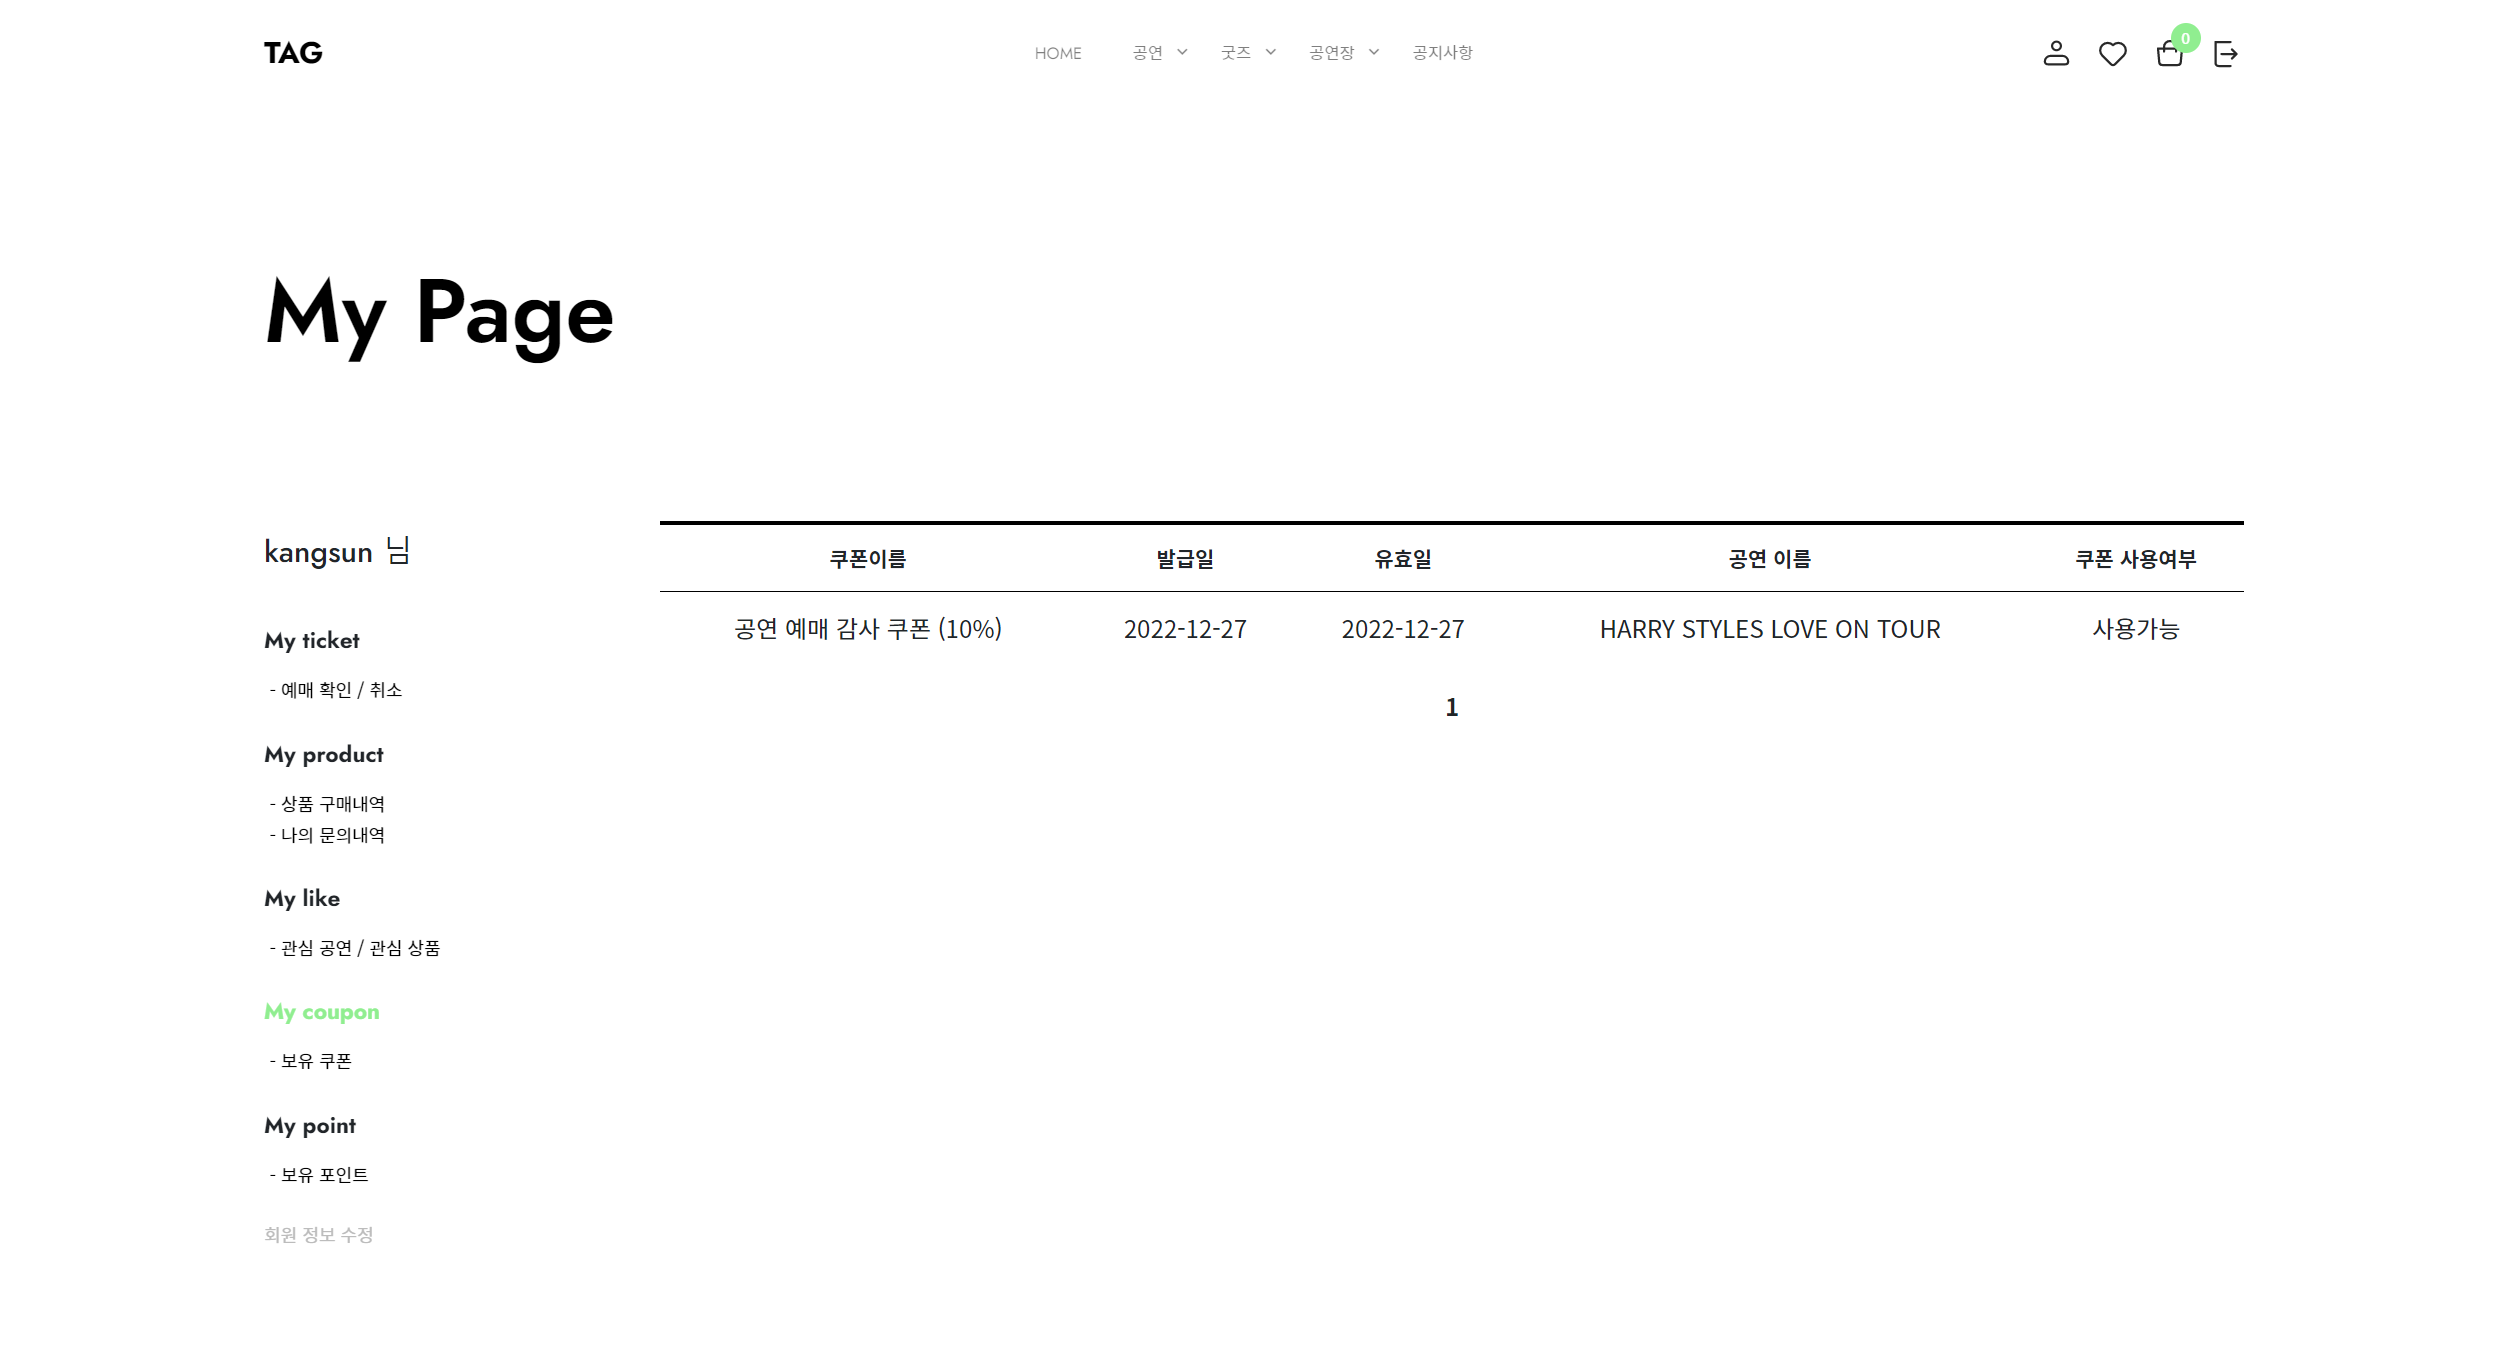 TAG HOME 공연 굿즈 공연장 공지사항 0
My Page
kangsun 님
My ticket
- 예매 확인 / 취소
My product
- 상품 구매내역
- 나의 문의내역
My like
- 관심 공연 / 관심 상품
My coupon
- 보유 쿠폰
My point
- 보유 포인트
회원 정보 수정
쿠폰이름 발급일 유효일 공연 이름 쿠폰 사용여부
공연 예매 감사 쿠폰 (10%) 2022-12-27 2022-12-27 HARRY STYLES LOVE ON TOUR 사용가능
1